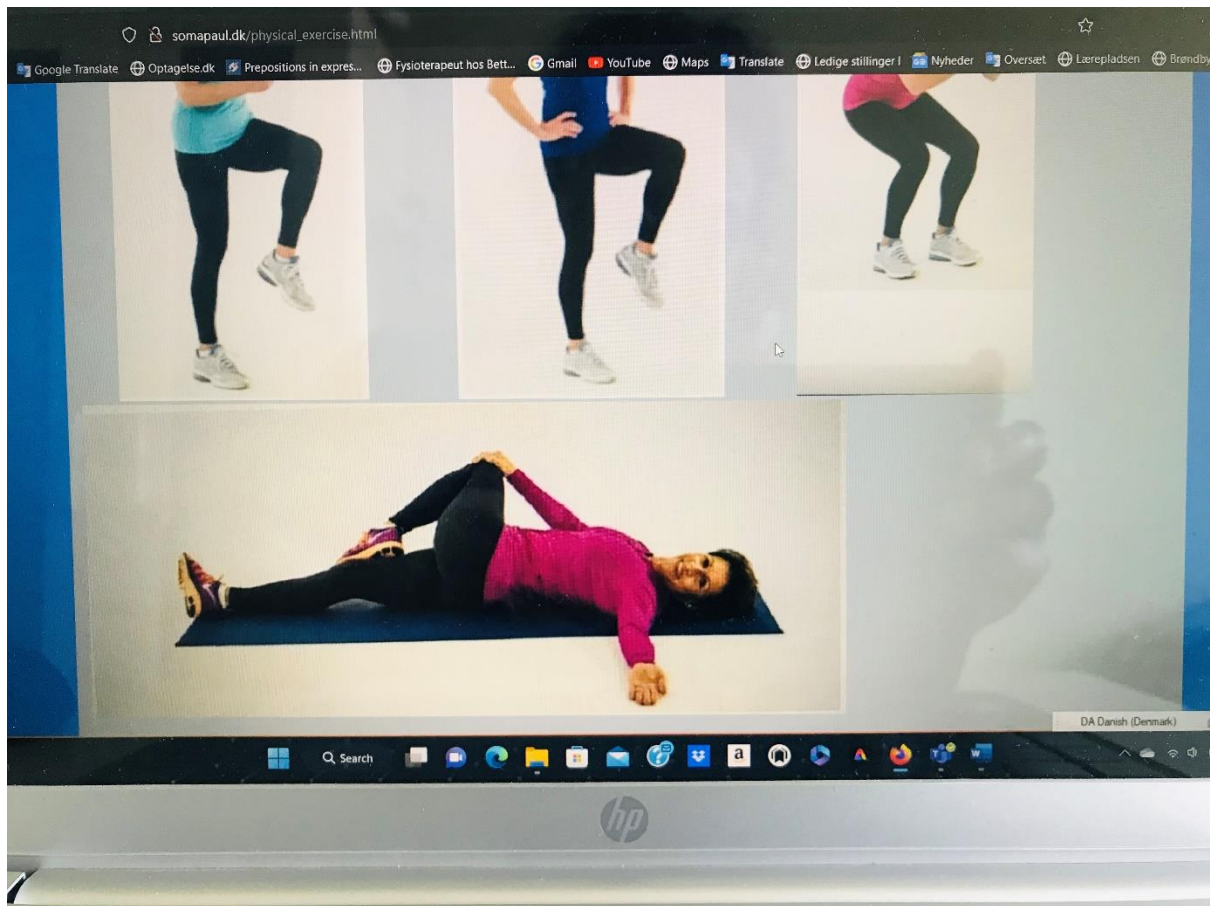 somapaul.dk/physical_exercise.html
Google Translate Optagelse.dk Prepositions in expres... Fysioterapeut hos Bett... Gmail YouTube Maps Translate Ledige stillinger I Nyheder Oversæt Lærepladsen Brøndby
DA Danish (Denmark)
Search a
hp